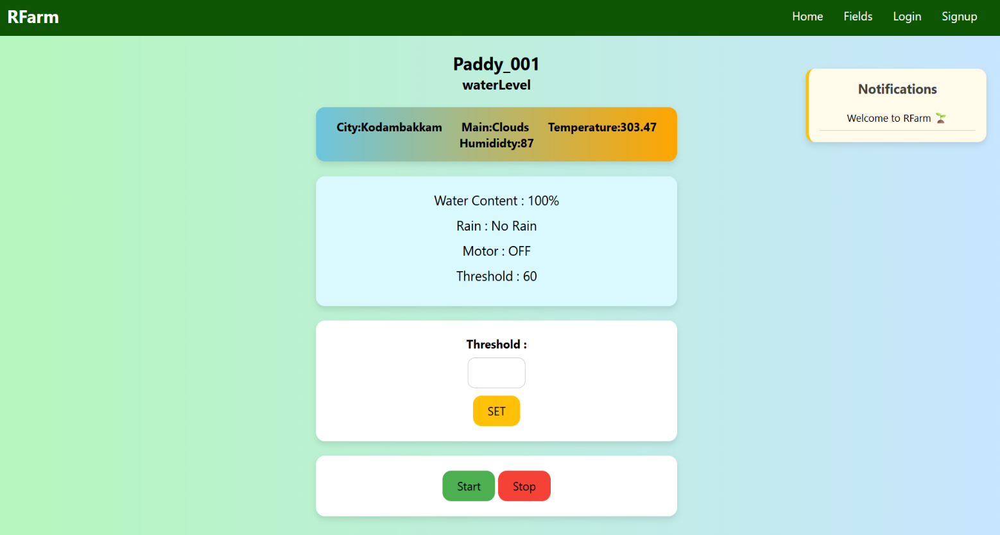 RFarm
Home Fields Login Signup
Paddy_001
waterLevel
City:Kodambakkam Main:Clouds Temperature:303.47
Humididty:87
Water Content : 100%
Rain : No Rain
Motor : OFF
Threshold : 60
Threshold :
SET
Start Stop
Notifications
Welcome to RFarm 🌱